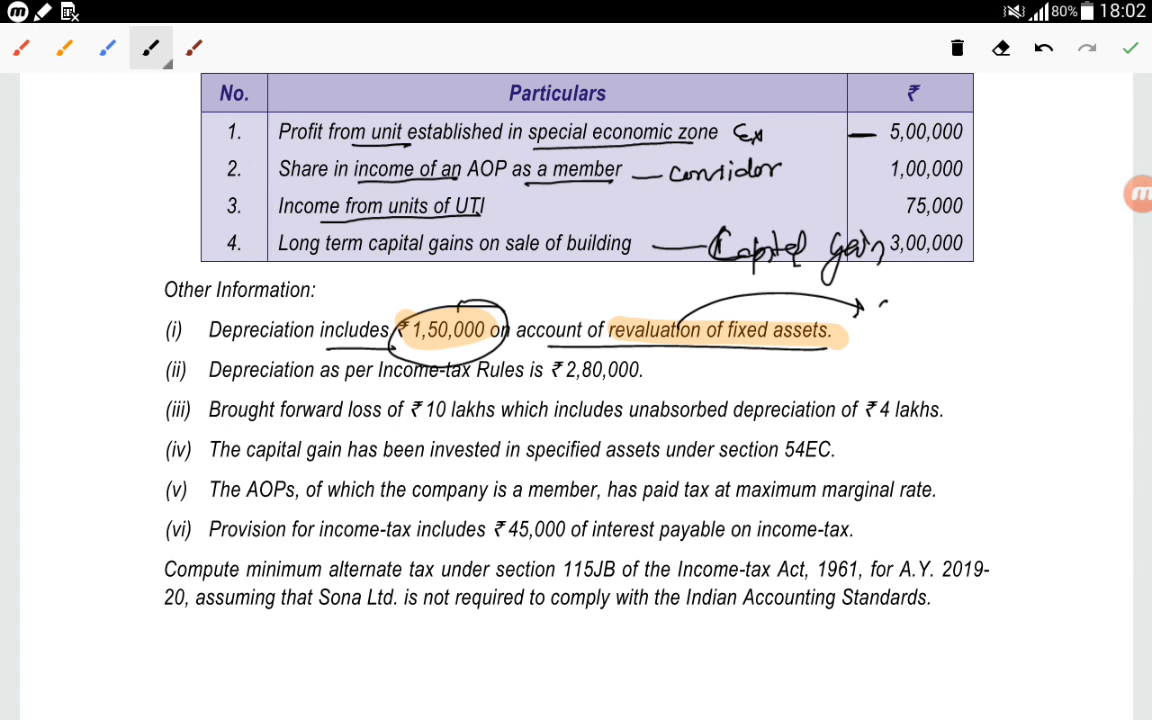 80% 18:02
No. Particulars ₹
1. Profit from unit established in special economic zone Ex — 5,00,000
2. Share in income of an AOP as a member — consider 1,00,000
3. Income from units of UTI 75,000
4. Long term capital gains on sale of building — Capital gain 3,00,000
Other Information:
(i) Depreciation includes ₹ 1,50,000 on account of revaluation of fixed assets.
(ii) Depreciation as per Income-tax Rules is ₹ 2,80,000.
(iii) Brought forward loss of ₹ 10 lakhs which includes unabsorbed depreciation of ₹ 4 lakhs.
(iv) The capital gain has been invested in specified assets under section 54EC.
(v) The AOPs, of which the company is a member, has paid tax at maximum marginal rate.
(vi) Provision for income-tax includes ₹ 45,000 of interest payable on income-tax.
Compute minimum alternate tax under section 115JB of the Income-tax Act, 1961, for A.Y. 2019-
20, assuming that Sona Ltd. is not required to comply with the Indian Accounting Standards.